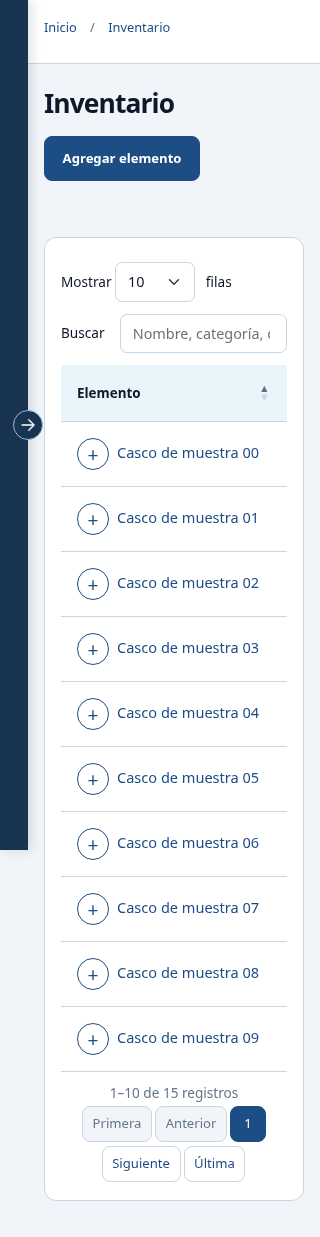 Inicio / Inventario
Inventario
Agregar elemento
Mostrar 10 filas
Buscar Nombre, categoría, c
Elemento
+ Casco de muestra 00
+ Casco de muestra 01
+ Casco de muestra 02
+ Casco de muestra 03
+ Casco de muestra 04
+ Casco de muestra 05
+ Casco de muestra 06
+ Casco de muestra 07
+ Casco de muestra 08
+ Casco de muestra 09
1–10 de 15 registros
Primera Anterior 1
Siguiente Última